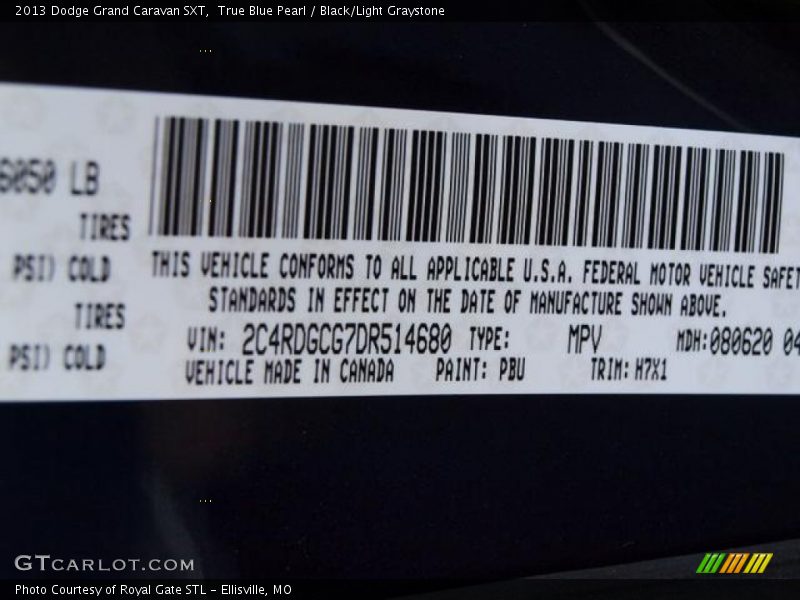 2013 Dodge Grand Caravan SXT,  True Blue Pearl / Black/Light Graystone
6050 LB
TIRES
PSI) COLD
THIS VEHICLE CONFORMS TO ALL APPLICABLE U.S.A. FEDERAL MOTOR VEHICLE SAFET
STANDARDS IN EFFECT ON THE DATE OF MANUFACTURE SHOWN ABOVE.
TIRES
VIN: 2C4RDGCG7DR514680 TYPE: MPV MDH:080620 04
PSI) COLD
VEHICLE MADE IN CANADA PAINT: PBU TRIM: H7X1
GTCARLOT.COM
Photo Courtesy of Royal Gate STL - Ellisville, MO